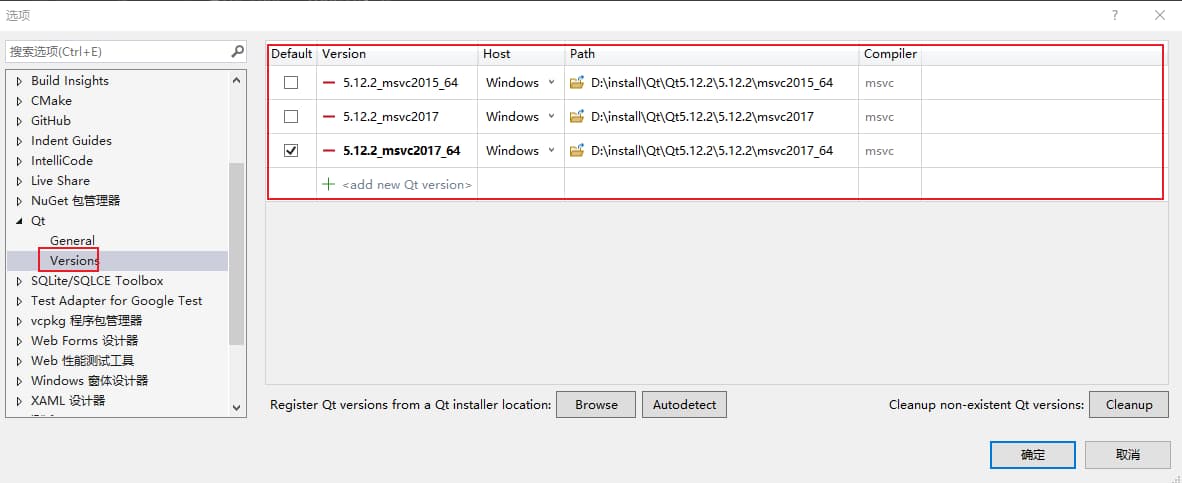 选项
?
搜索选项(Ctrl+E)
Build Insights
CMake
GitHub
Indent Guides
IntelliCode
Live Share
NuGet 包管理器
Qt
General
Versions
SQLite/SQLCE Toolbox
Test Adapter for Google Test
vcpkg 程序包管理器
Web Forms 设计器
Web 性能测试工具
Windows 窗体设计器
XAML 设计器
Default Version Host Path Compiler
5.12.2_msvc2015_64 Windows D:\install\Qt\Qt5.12.2\5.12.2\msvc2015_64 msvc
5.12.2_msvc2017 Windows D:\install\Qt\Qt5.12.2\5.12.2\msvc2017 msvc
5.12.2_msvc2017_64 Windows D:\install\Qt\Qt5.12.2\5.12.2\msvc2017_64 msvc
<add new Qt version>
Register Qt versions from a Qt installer location: Browse Autodetect Cleanup non-existent Qt versions: Cleanup
确定 取消